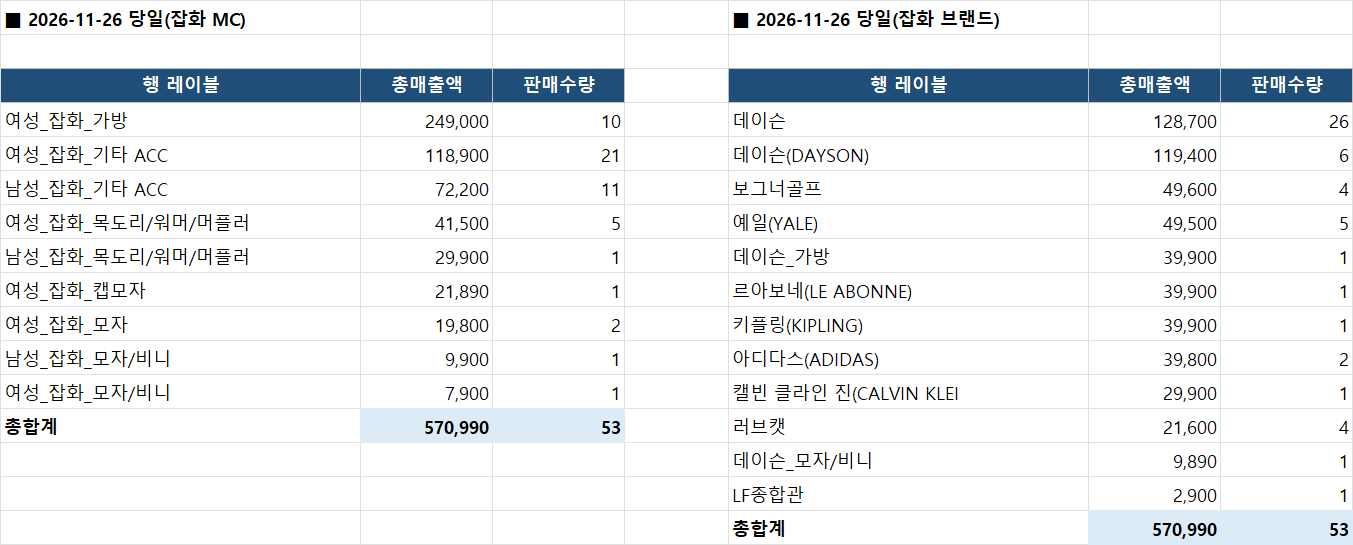 ■ 2026-11-26 당일(잡화 MC)
행 레이블 총매출액 판매수량
여성_잡화_가방 249,000 10
여성_잡화_기타 ACC 118,900 21
남성_잡화_기타 ACC 72,200 11
여성_잡화_목도리/워머/머플러 41,500 5
남성_잡화_목도리/워머/머플러 29,900 1
여성_잡화_캡모자 21,890 1
여성_잡화_모자 19,800 2
남성_잡화_모자/비니 9,900 1
여성_잡화_모자/비니 7,900 1
총합계 570,990 53
■ 2026-11-26 당일(잡화 브랜드)
행 레이블 총매출액 판매수량
데이슨 128,700 26
데이슨(DAYSON) 119,400 6
보그너골프 49,600 4
예일(YALE) 49,500 5
데이슨_가방 39,900 1
르아보네(LE ABONNE) 39,900 1
키플링(KIPLING) 39,900 1
아디다스(ADIDAS) 39,800 2
캘빈 클라인 진(CALVIN KLEI 29,900 1
러브캣 21,600 4
데이슨_모자/비니 9,890 1
LF종합관 2,900 1
총합계 570,990 53